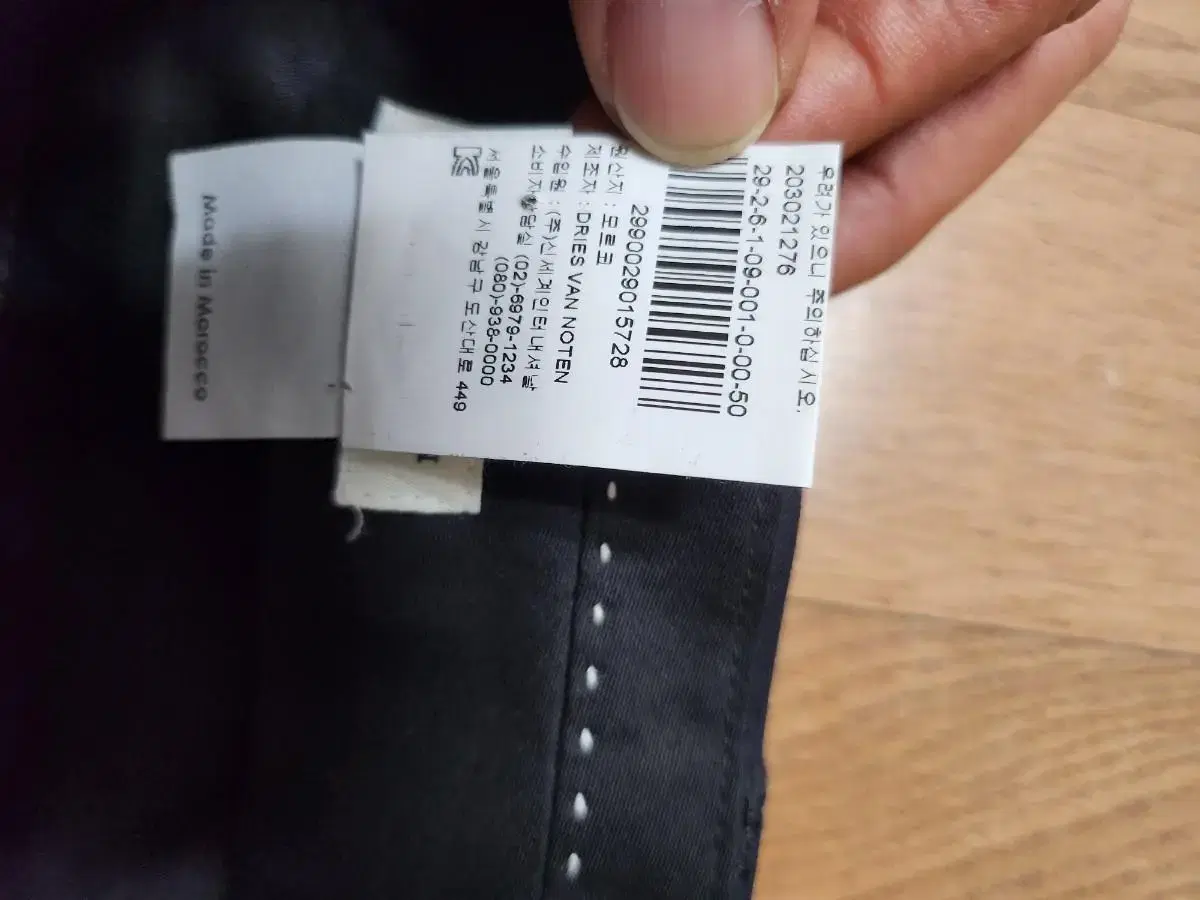 우려가 있으니 주의하십시오.
203021276
29-2-6-1-09-001-0-00-50
2990029015728
원산지 : 모로코
제조자 : DRIES VAN NOTEN
수입원 : (주)신세계인터내셔날
소비자상담실 (02)-6979-1234
(080)-938-0000
서울특별시 강남구 도산대로 449
Made in Morocco